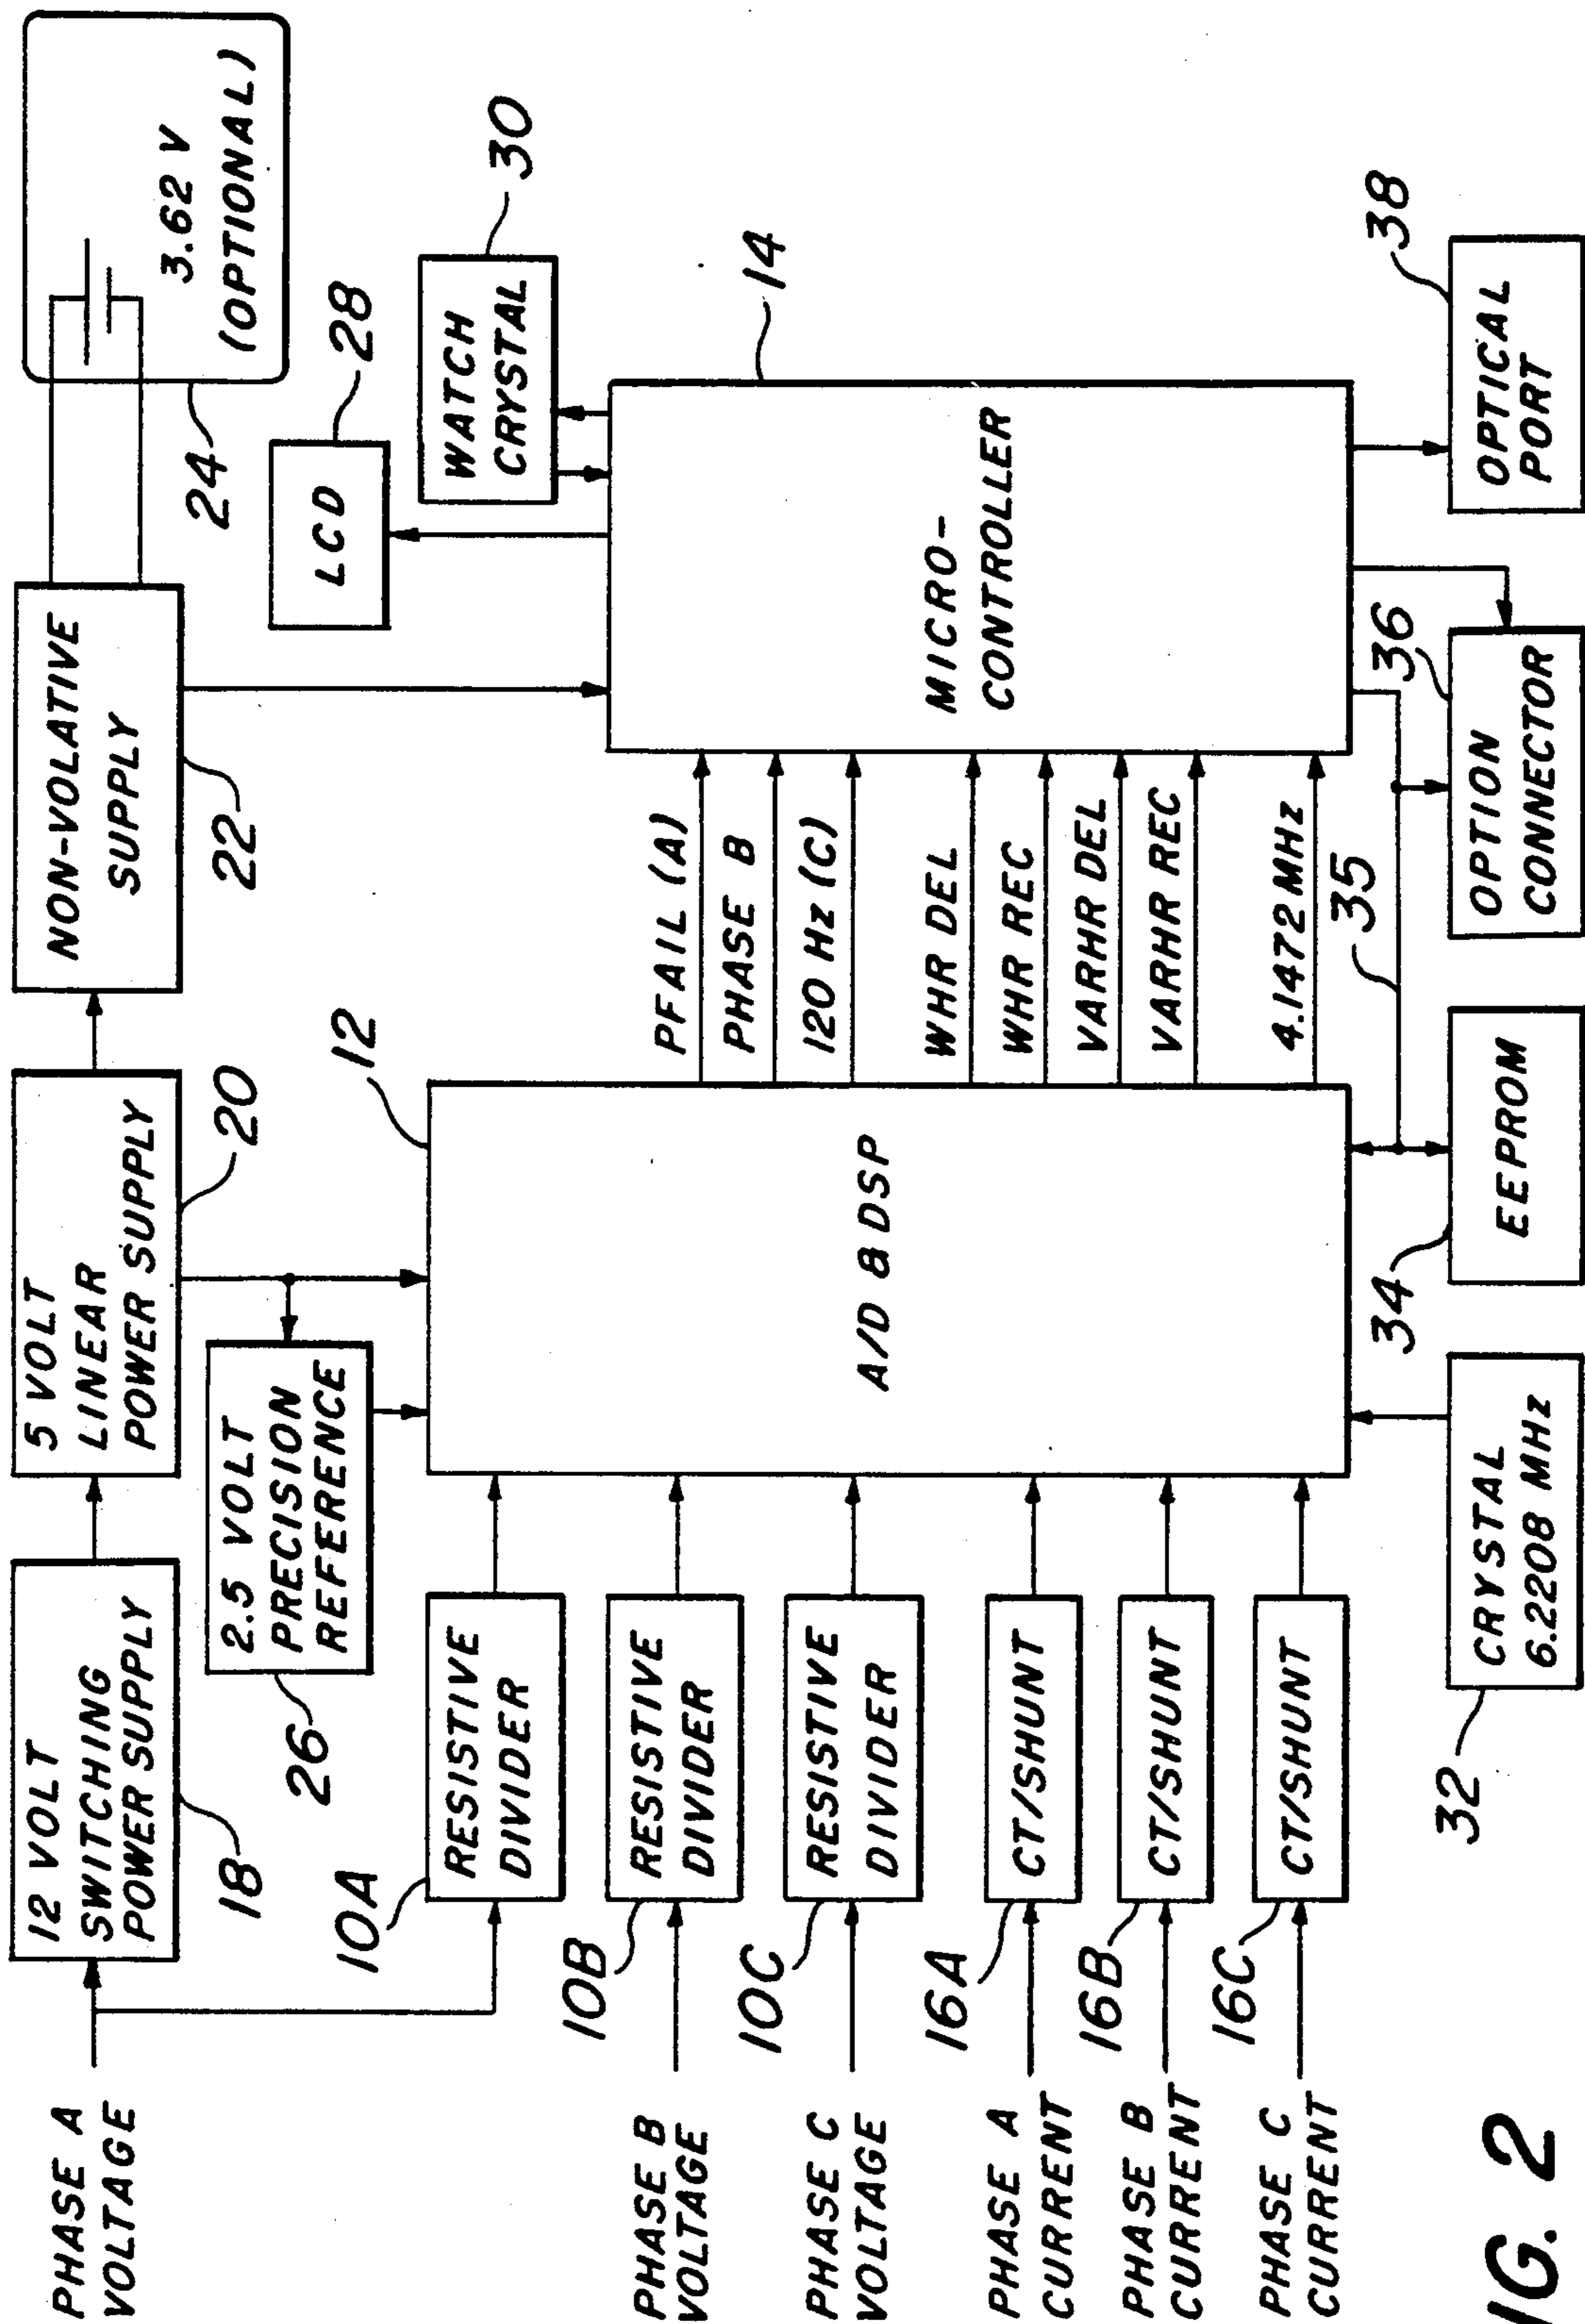 PHASE A
VOLTAGE
12 VOLT
SWITCHING
POWER SUPPLY
18
5 VOLT
LINEAR
POWER SUPPLY
20
NON-VOLATIVE
SUPPLY
22
3.62 V
(OPTIONAL)
24
2.5 VOLT
PRECISION
REFERENCE
26
LCD
28
WATCH
CRYSTAL
30
10A
RESISTIVE
DIVIDER
PHASE B
VOLTAGE
10B
RESISTIVE
DIVIDER
PHASE C
VOLTAGE
10C
RESISTIVE
DIVIDER
PHASE A
CURRENT
16A
CT/SHUNT
PHASE B
CURRENT
16B
CT/SHUNT
PHASE C
CURRENT
16C
CT/SHUNT
12
A/D & DSP
PFAIL (A)
PHASE B
120 Hz (C)
WHR DEL
WHR REC
VARHR DEL
VARHR REC
4.1472 MHz
14
MICRO-
CONTROLLER
35
32
CRYSTAL
6.2208 MHz
34
EEPROM
36
OPTION
CONNECTOR
38
OPTICAL
PORT
IG. 2